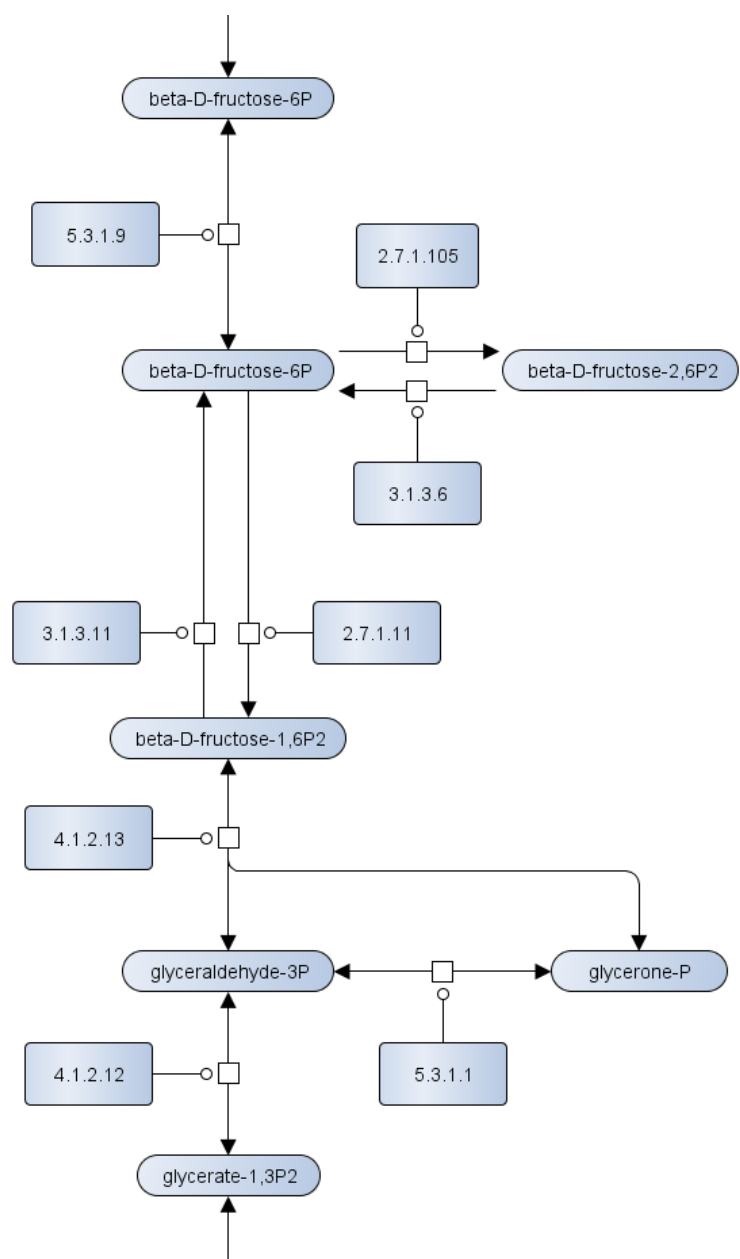 beta-D-fructose-6P
5.3.1.9
2.7.1.105
beta-D-fructose-6P
beta-D-fructose-2,6P2
3.1.3.6
3.1.3.11
2.7.1.11
beta-D-fructose-1,6P2
4.1.2.13
glyceraldehyde-3P
glycerone-P
4.1.2.12
5.3.1.1
glycerate-1,3P2